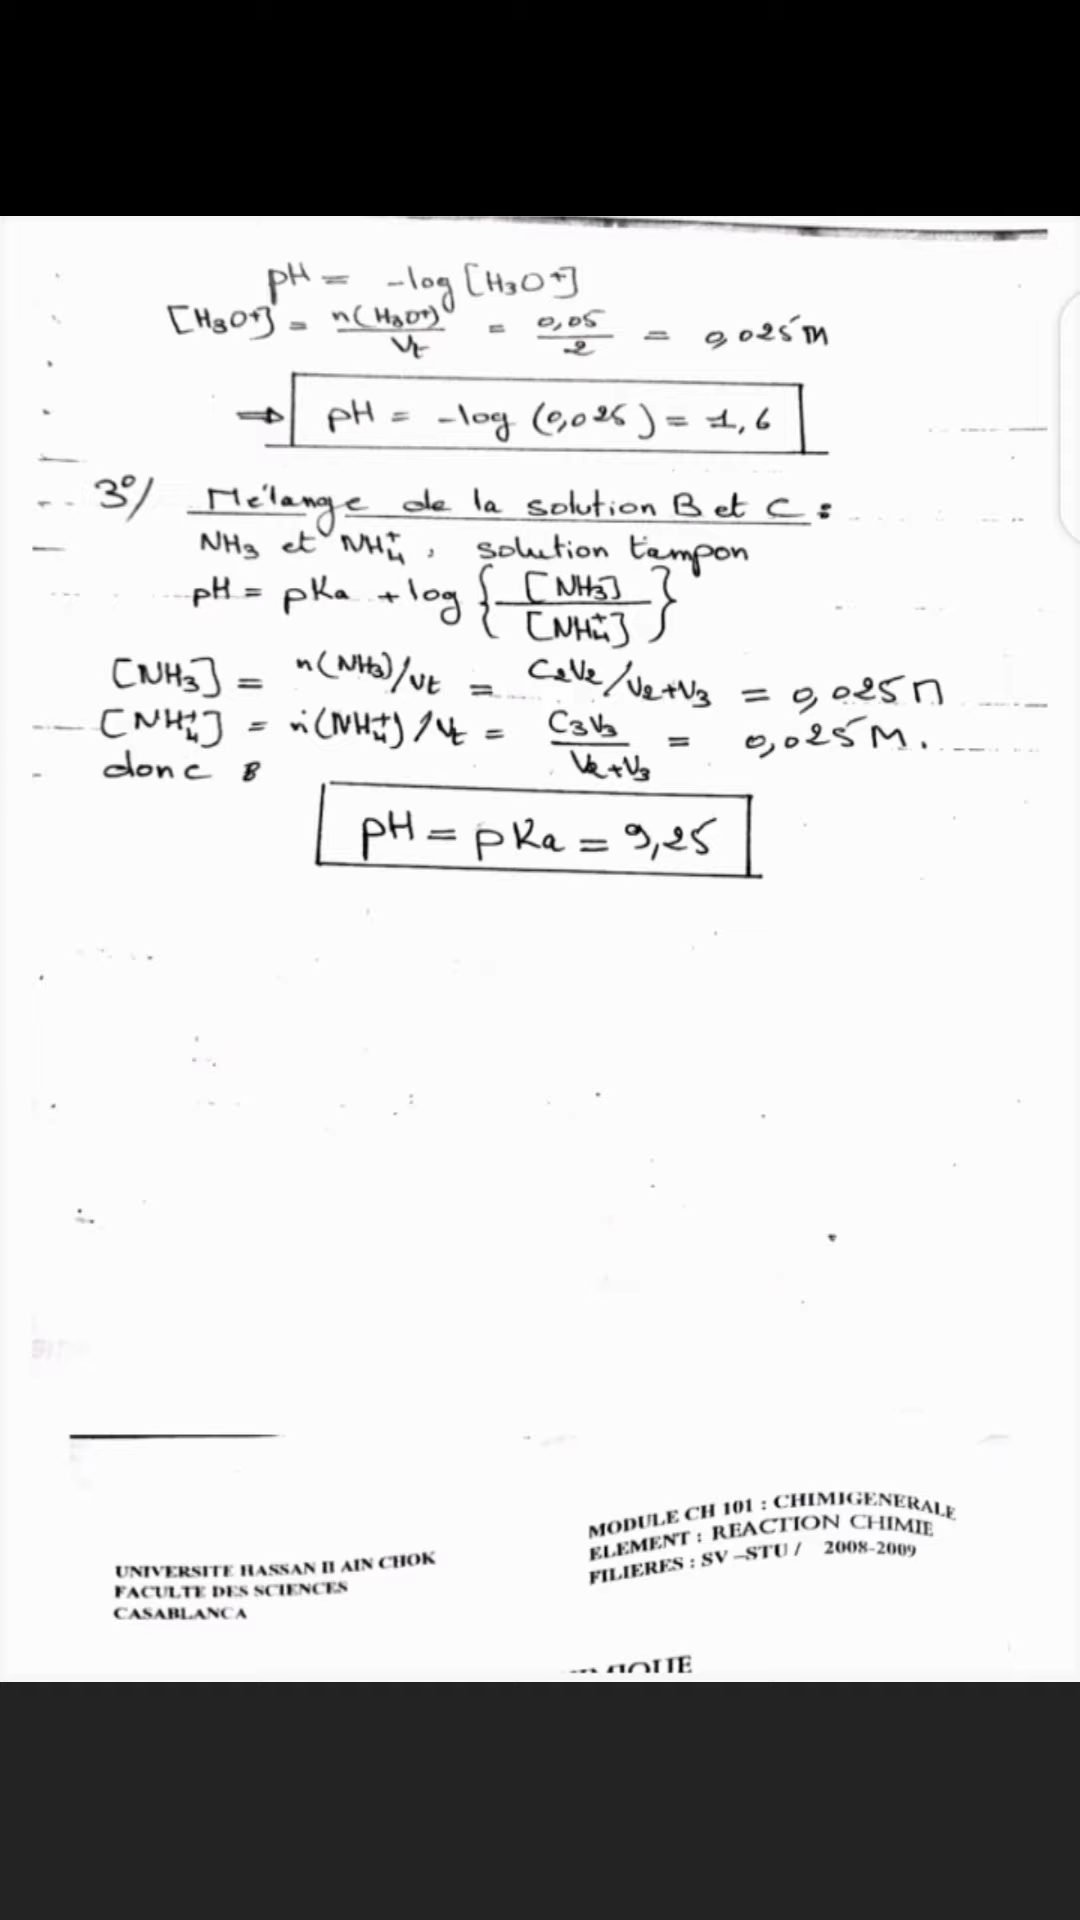 pH = -log [H3O+]
[H3O+] = n(H3O+)/Vt = 0,05/2 = 0,025 M
⇒ pH = -log (0,025) = 1,6
3°/ Mélange de la solution B et C :
NH3 et NH4+, solution tampon
pH = pKa + log { [NH3]/[NH4+] }
[NH3] = n(NH3)/Vt = C2V2/V2+V3 = 0,025 M
[NH4+] = n(NH4+)/Vt = C3V3/V2+V3 = 0,025 M.
donc :
pH = pKa = 9,25
UNIVERSITE HASSAN II AIN CHOK
FACULTE DES SCIENCES
CASABLANCA
MODULE CH 101 : CHIMIGENERALE
ELEMENT : REACTION CHIMIE
FILIERES : SV –STU / 2008-2009